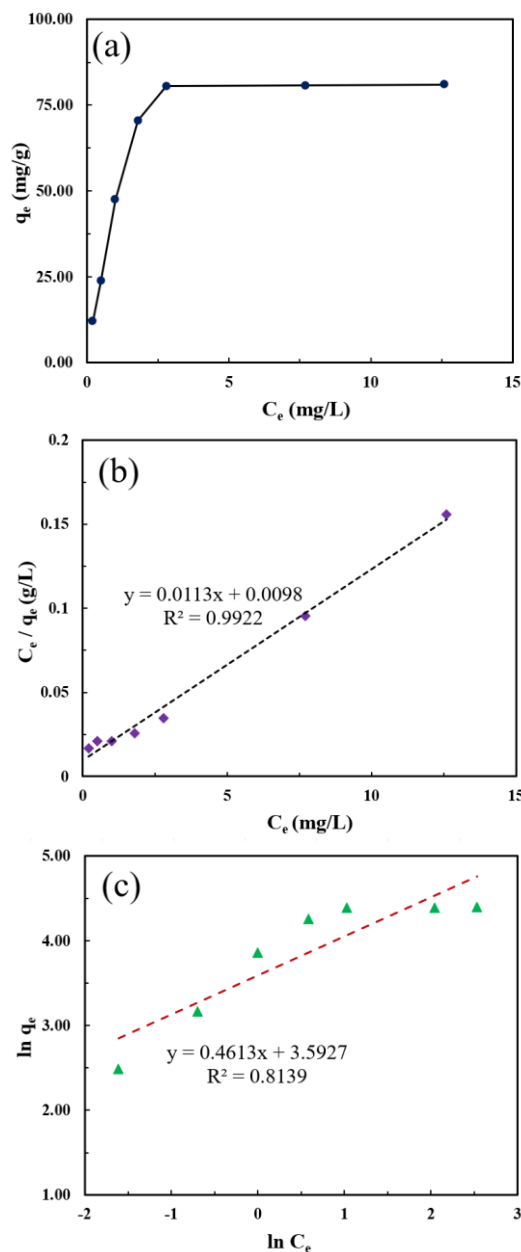 (a)
100.00
75.00
50.00
25.00
0.00
qₑ (mg/g)
0 5 10 15
Cₑ (mg/L)
(b)
0.2
0.15
0.1
0.05
0
Cₑ / qₑ (g/L)
y = 0.0113x + 0.0098
R² = 0.9922
0 5 10 15
Cₑ (mg/L)
(c)
5.00
4.00
3.00
2.00
1.00
ln qₑ
y = 0.4613x + 3.5927
R² = 0.8139
-2 -1 0 1 2 3
ln Cₑ